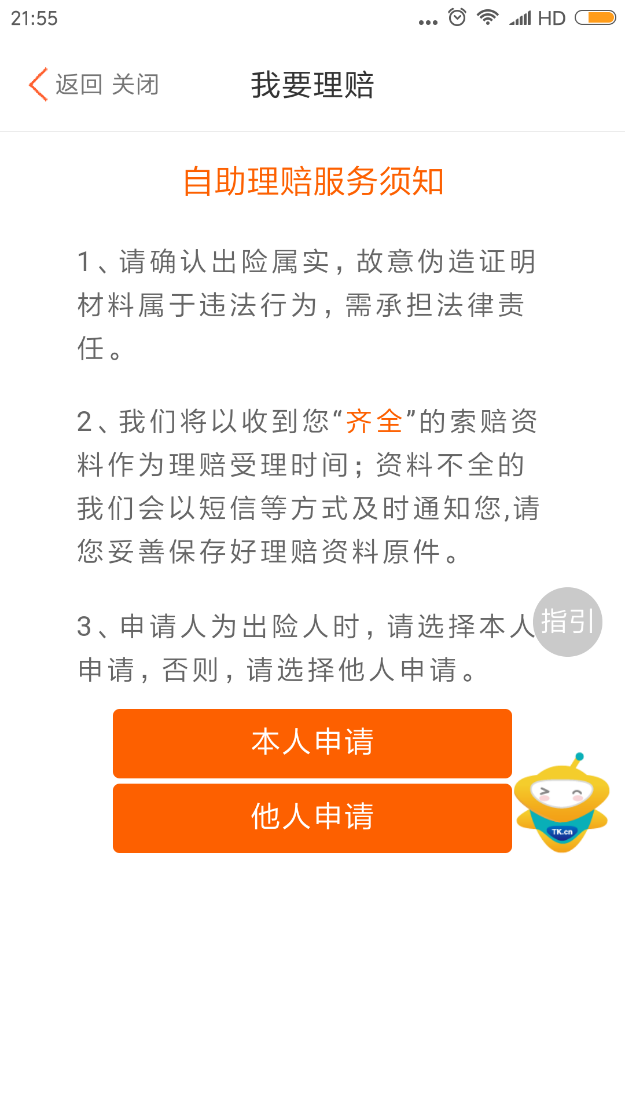 21:55
HD
返回 关闭
我要理赔
自助理赔服务须知
1、请确认出险属实，故意伪造证明
材料属于违法行为，需承担法律责
任。
2、我们将以收到您“齐全”的索赔资
料作为理赔受理时间；资料不全的
我们会以短信等方式及时通知您,请
您妥善保存好理赔资料原件。
3、申请人为出险人时，请选择本人
申请，否则，请选择他人申请。
指引
本人申请
他人申请
TK.cn